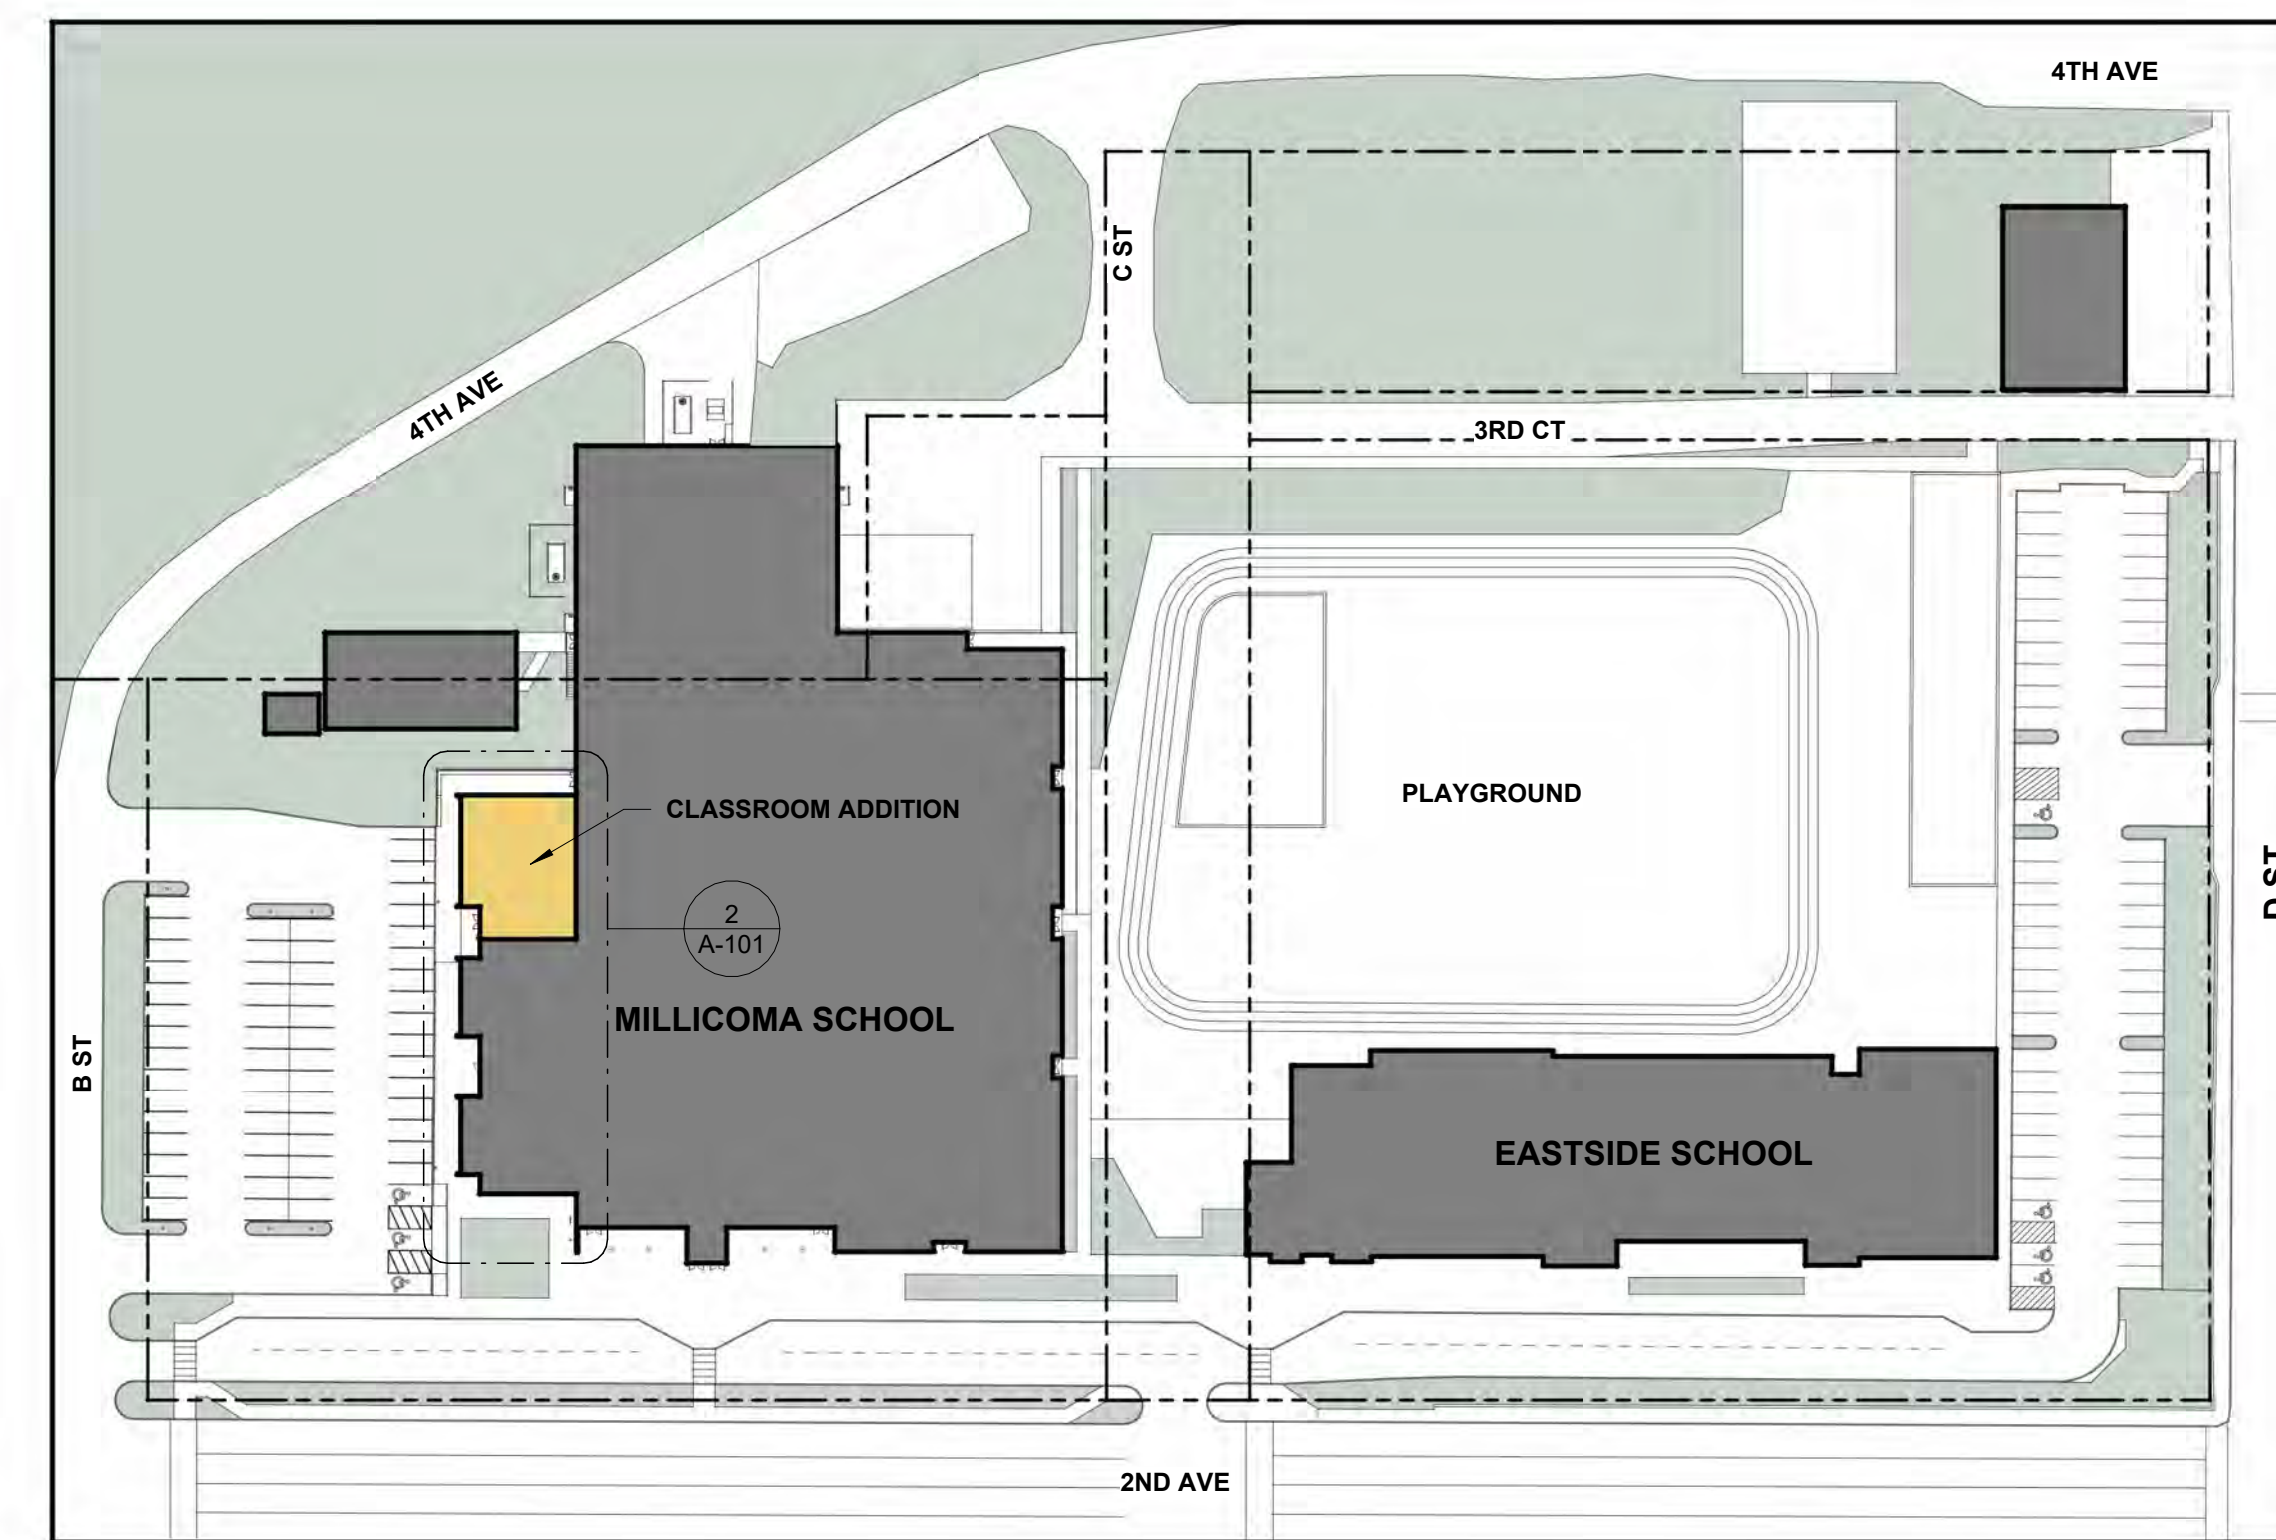 4TH AVE
C ST
4TH AVE
3RD CT
CLASSROOM ADDITION
PLAYGROUND
D ST
2
A-101
MILLICOMA SCHOOL
B ST
EASTSIDE SCHOOL
2ND AVE